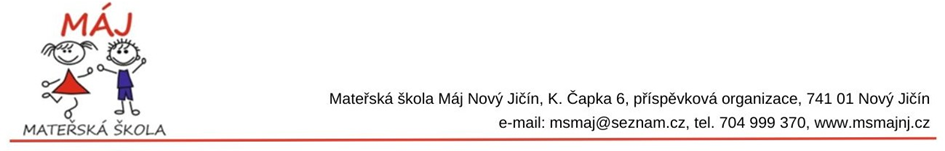 MÁJ
MATEŘSKÁ ŠKOLA
Mateřská škola Máj Nový Jičín, K. Čapka 6, příspěvková organizace, 741 01 Nový Jičín
e-mail: msmaj@seznam.cz, tel. 704 999 370, www.msmajnj.cz